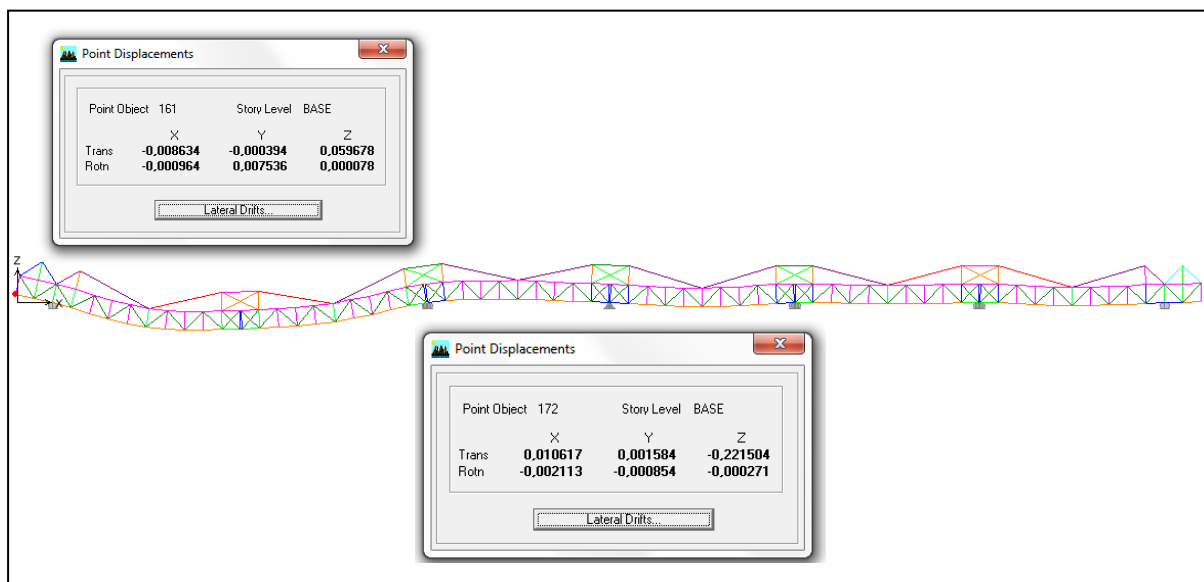 Point Displacements
Point Object 161 Story Level BASE
X Y Z
Trans -0,008634 -0,000394 0,059678
Rotn -0,000964 0,007536 0,000078
Lateral Drifts...
Z
X
Point Displacements
Point Object 172 Story Level BASE
X Y Z
Trans 0,010617 0,001584 -0,221504
Rotn -0,002113 -0,000854 -0,000271
Lateral Drifts...